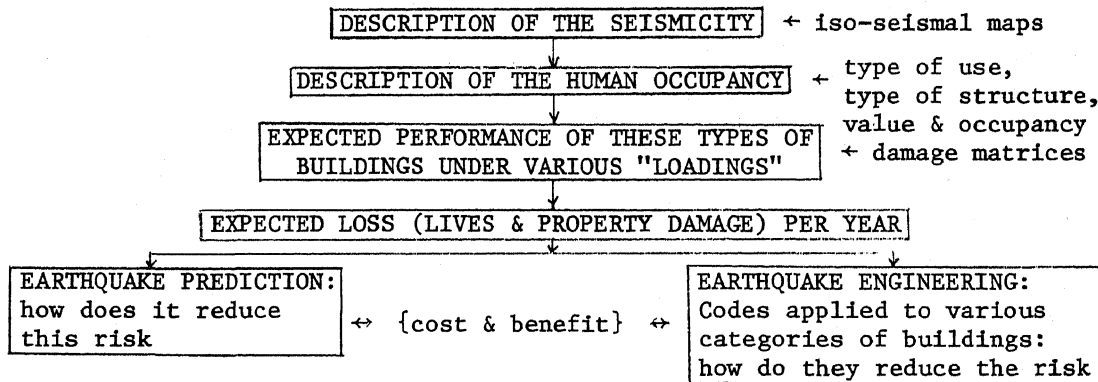 DESCRIPTION OF THE SEISMICITY ← iso-seismal maps
DESCRIPTION OF THE HUMAN OCCUPANCY ← type of use,
type of structure,
value & occupancy
EXPECTED PERFORMANCE OF THESE TYPES OF
BUILDINGS UNDER VARIOUS "LOADINGS" ← damage matrices
EXPECTED LOSS (LIVES & PROPERTY DAMAGE) PER YEAR
EARTHQUAKE PREDICTION:
how does it reduce
this risk
↔ {cost & benefit} ↔
EARTHQUAKE ENGINEERING:
Codes applied to various
categories of buildings:
how do they reduce the risk